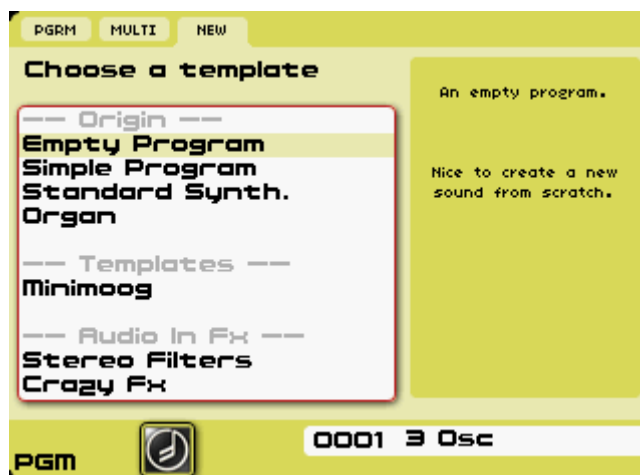 PGRM MULTI NEW
Choose a template
-- Origin --
Empty Program
Simple Program
Standard Synth.
Organ
-- Templates --
Minimoog
-- Audio In Fx --
Stereo Filters
Crazy Fx
An empty program.
Nice to create a new
sound from scratch.
PGM
0001 3 Osc